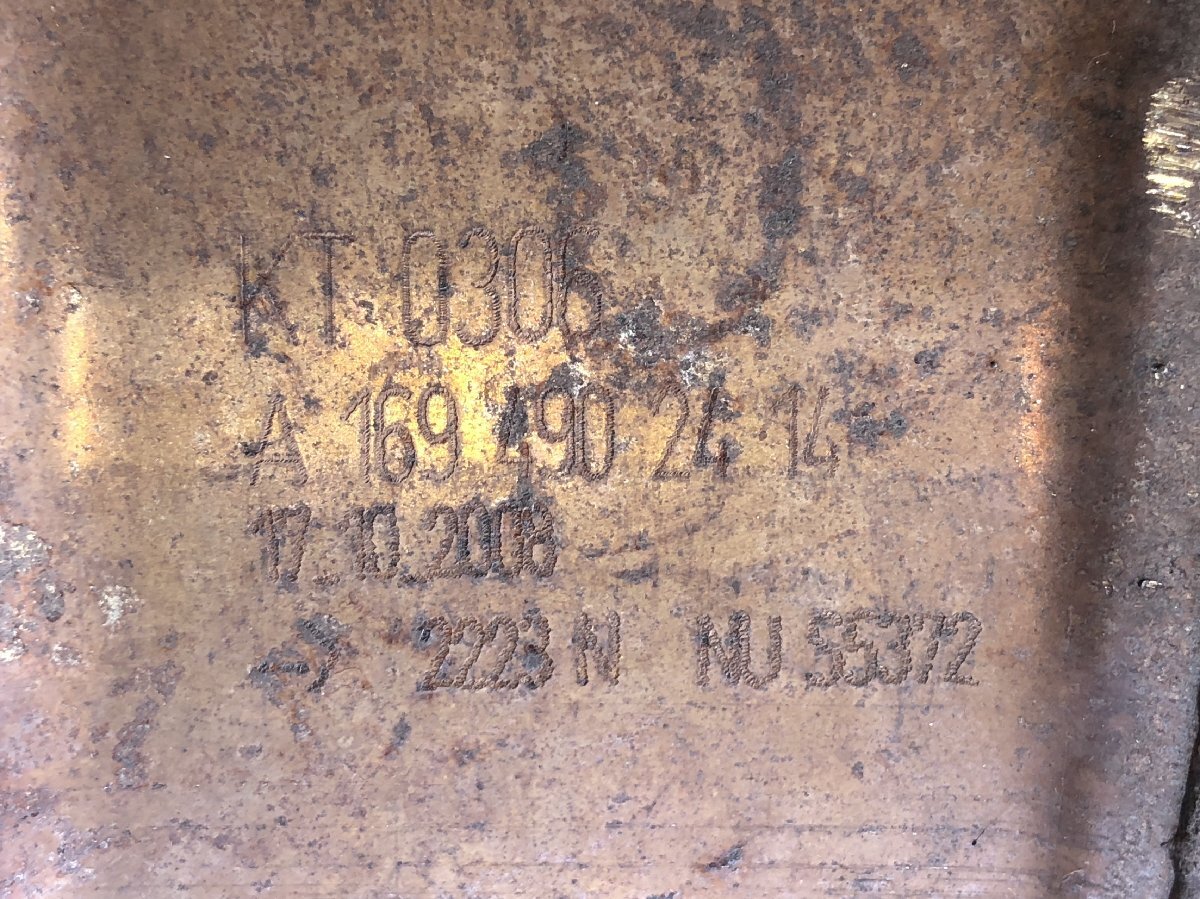 KT 0306
A 169 490 24 14
17.10.2008
2223 N NU 55372